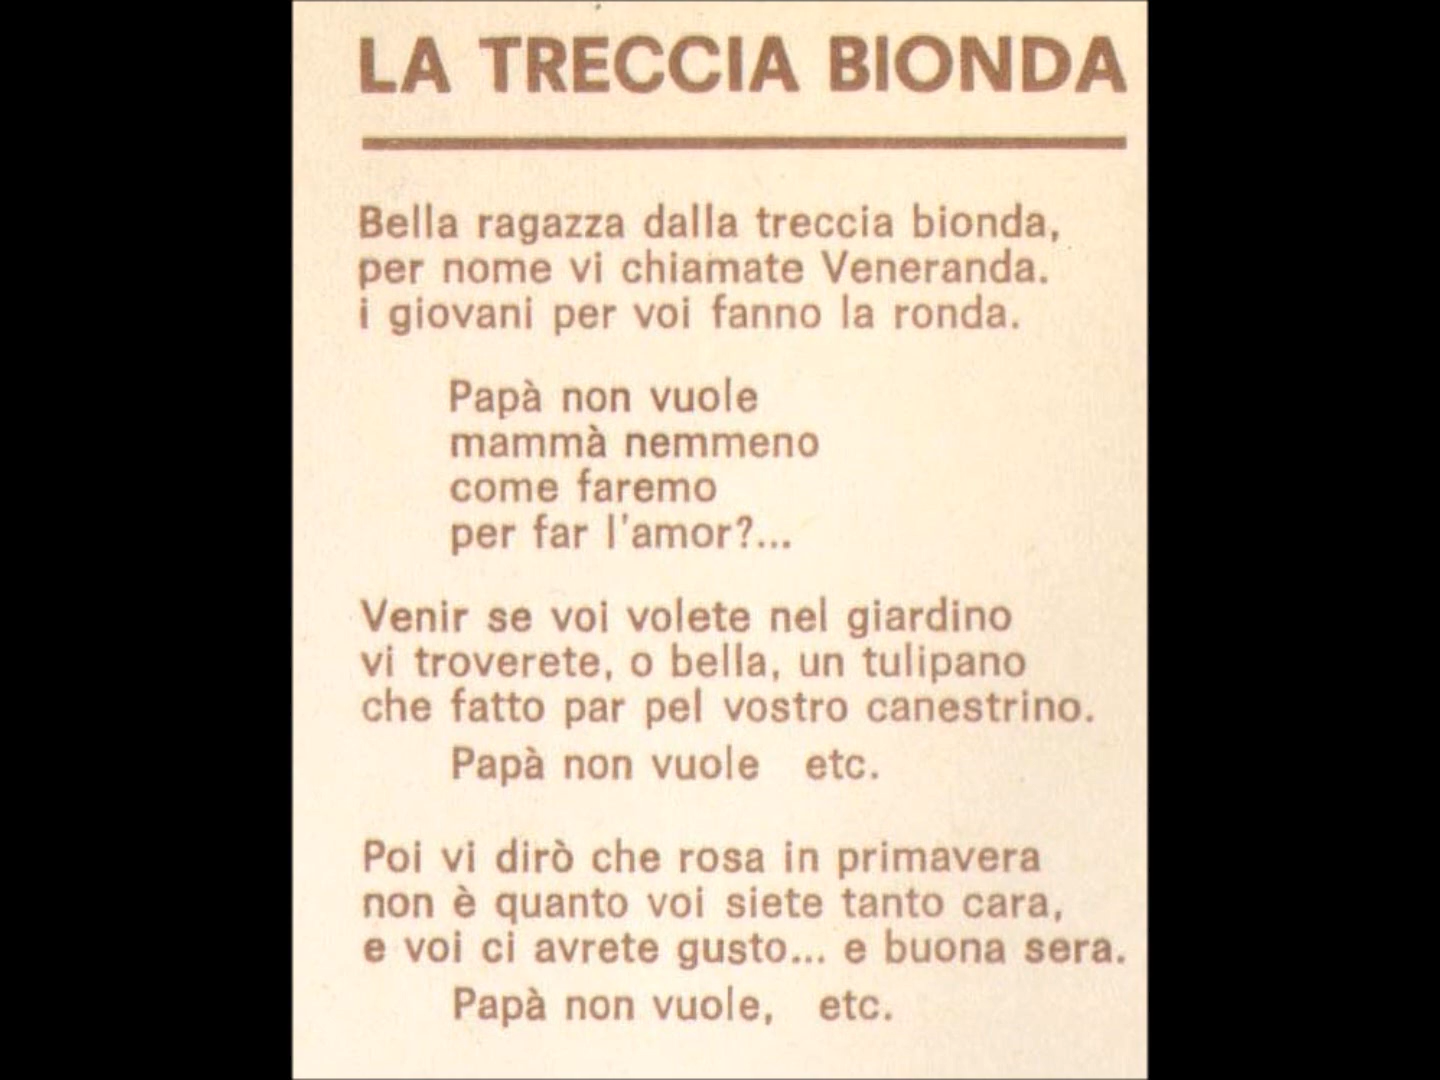 LA TRECCIA BIONDA
Bella ragazza dalla treccia bionda,
per nome vi chiamate Veneranda.
i giovani per voi fanno la ronda.
Papà non vuole
mammà nemmeno
come faremo
per far l'amor?...
Venir se voi volete nel giardino
vi troverete, o bella, un tulipano
che fatto par pel vostro canestrino.
Papà non vuole etc.
Poi vi dirò che rosa in primavera
non è quanto voi siete tanto cara,
e voi ci avrete gusto... e buona sera.
Papà non vuole, etc.